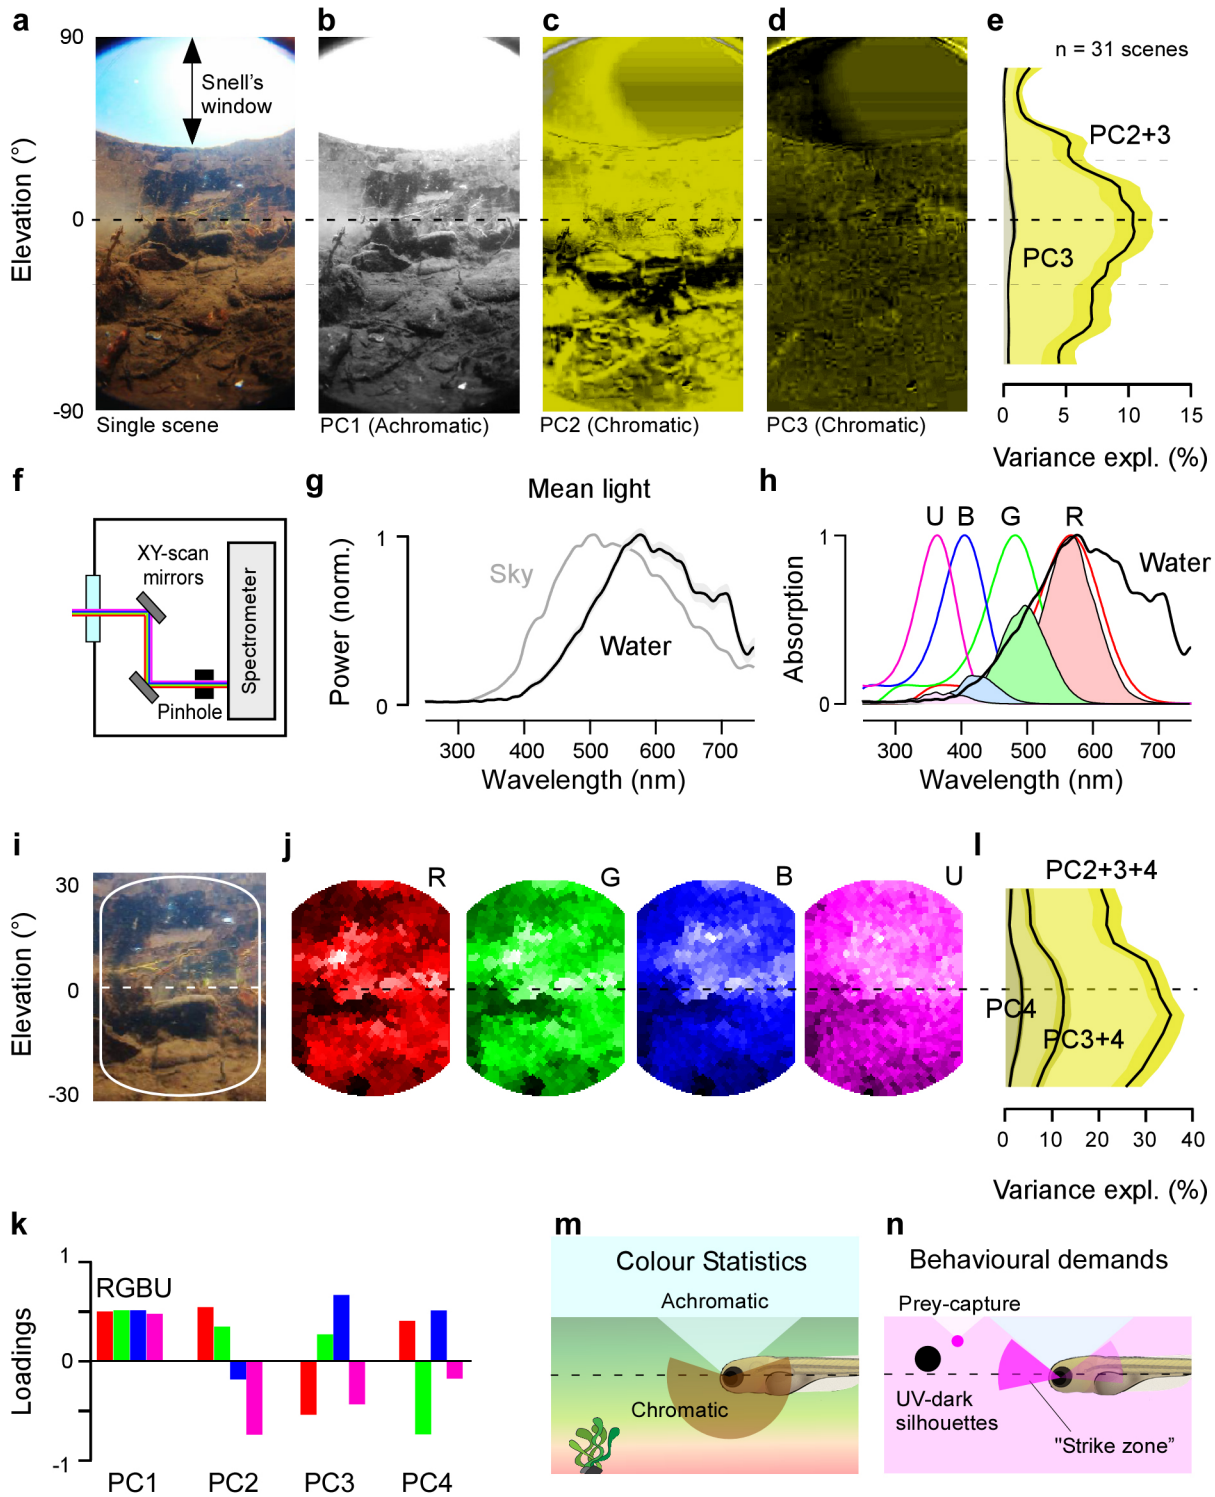 a
b
c
d
e
90
0
-90
Elevation (°)
Snell's
window
n = 31 scenes
PC2+3
PC3
Single scene
PC1 (Achromatic)
PC2 (Chromatic)
PC3 (Chromatic)
0 5 10 15
Variance expl. (%)
f
XY-scan
mirrors
Pinhole
Spectrometer
g
Mean light
1
0
Power (norm.)
Sky
Water
300 400 500 600 700
Wavelength (nm)
h
U B G R
1
0
Absorption
Water
300 400 500 600 700
Wavelength (nm)
i
30
0
-30
Elevation (°)
j
R
G
B
U
l
PC2+3+4
PC4
PC3+4
0 10 20 30 40
Variance expl. (%)
k
1
0
-1
Loadings
RGBU
PC1 PC2 PC3 PC4
m
Colour Statistics
Achromatic
Chromatic
n
Behavioural demands
Prey-capture
UV-dark
silhouettes
"Strike zone”